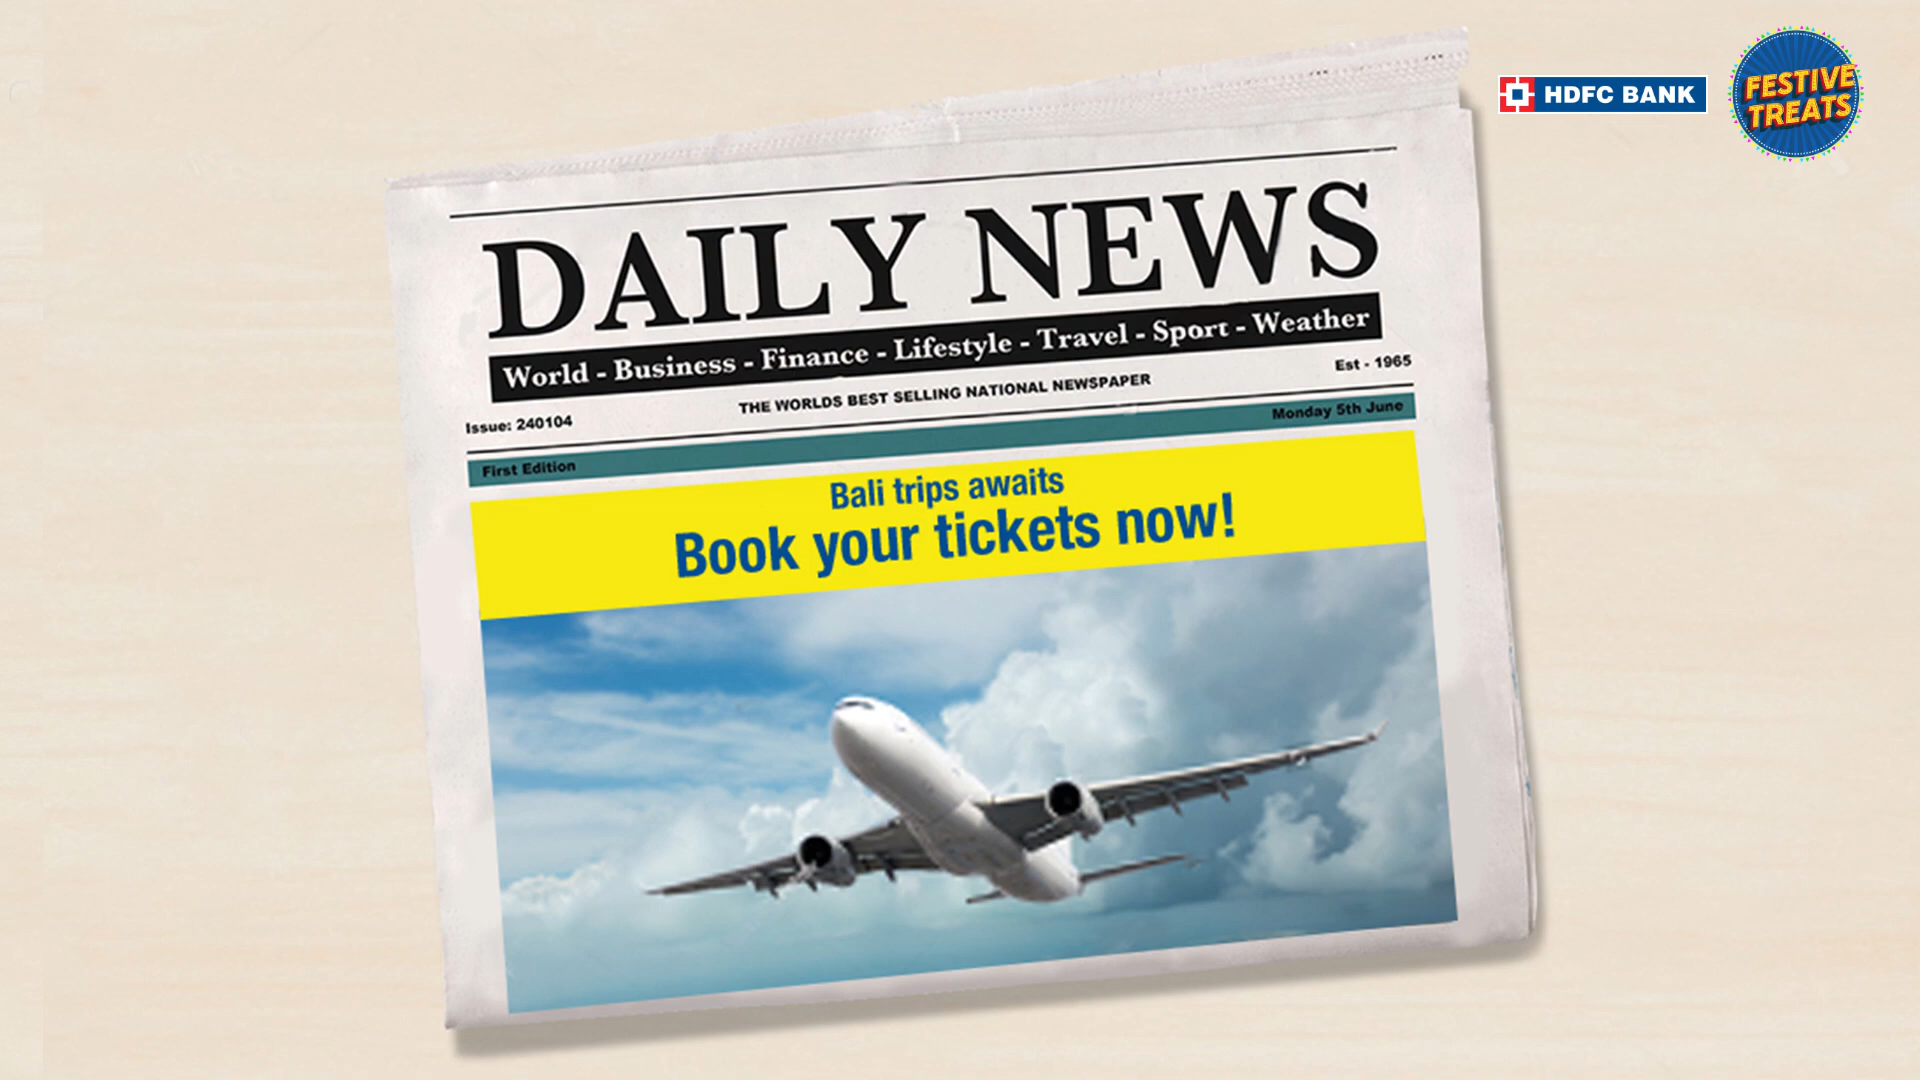 HDFC BANK
FESTIVE
TREATS
DAILY NEWS
World - Business - Finance - Lifestyle - Travel - Sport - Weather
Issue: 240104
THE WORLDS BEST SELLING NATIONAL NEWSPAPER
Est - 1965
First Edition
Monday 5th June
Bali trips awaits
Book your tickets now!